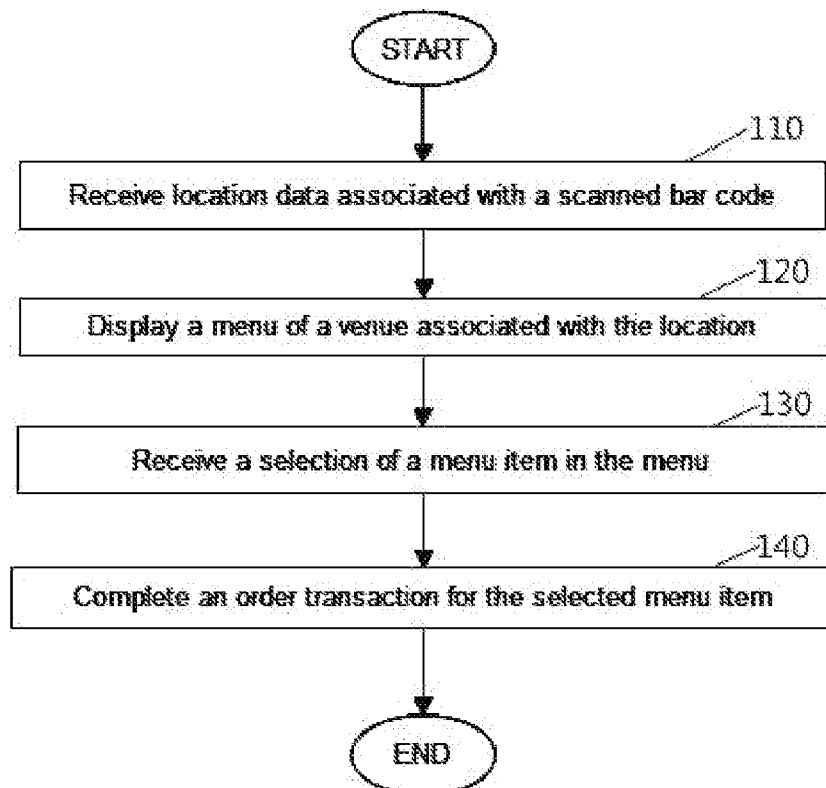 START
110
Receive location data associated with a scanned bar code
120
Display a menu of a venue associated with the location
130
Receive a selection of a menu item in the menu
140
Complete an order transaction for the selected menu item
END